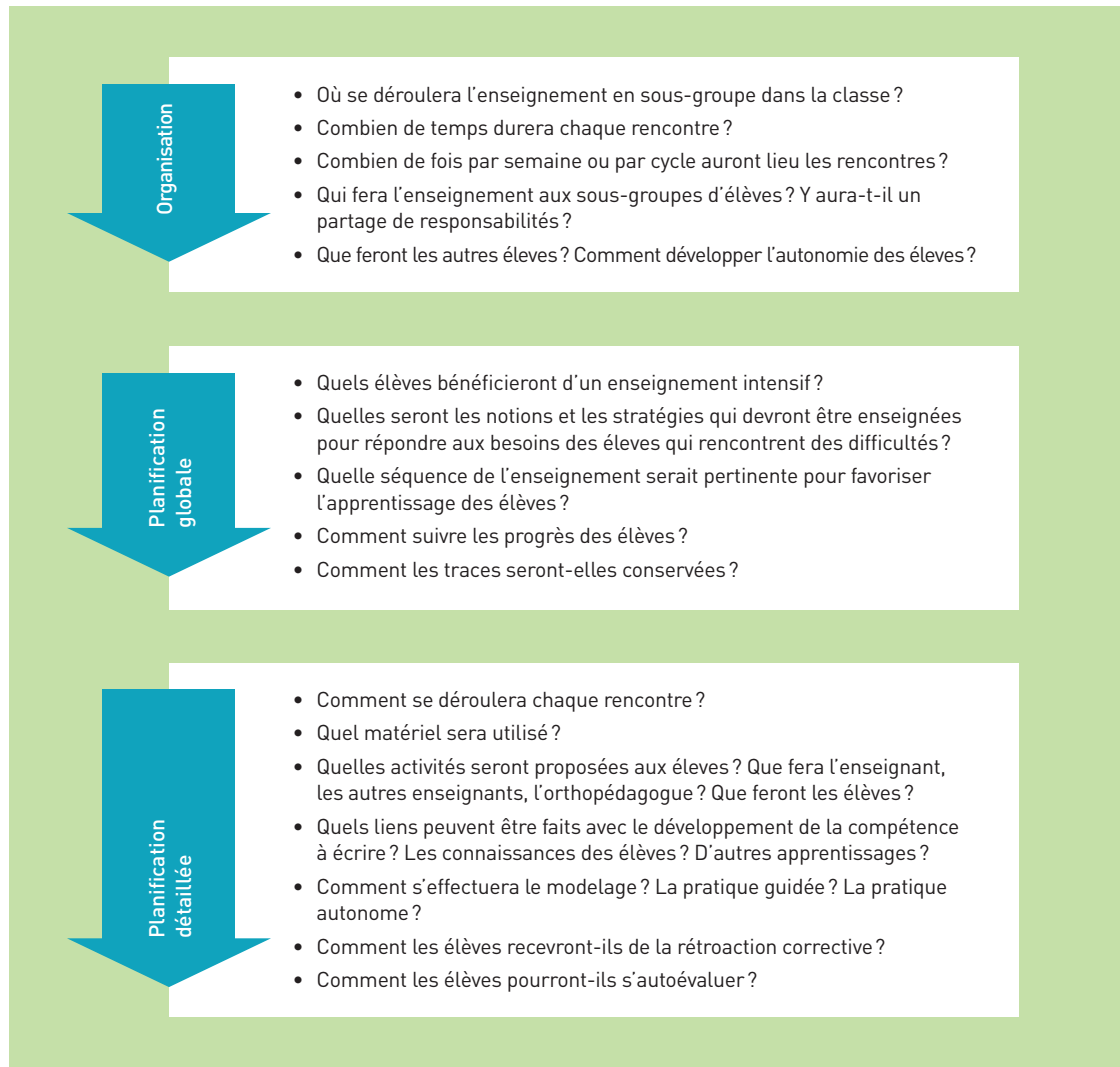 Organisation
• Où se déroulera l’enseignement en sous-groupe dans la classe ?
• Combien de temps durera chaque rencontre ?
• Combien de fois par semaine ou par cycle auront lieu les rencontres ?
• Qui fera l’enseignement aux sous-groupes d’élèves ? Y aura-t-il un
partage de responsabilités ?
• Que feront les autres éleves ? Comment développer l’autonomie des éleves ?
Planification
globale
• Quels élèves bénéficieront d’un enseignement intensif ?
• Quelles seront les notions et les stratégies qui devront être enseignées
pour répondre aux besoins des éleves qui rencontrent des difficultés ?
• Quelle séquence de l’enseignement serait pertinente pour favoriser
l’apprentissage des élèves ?
• Comment suivre les progrès des élèves ?
• Comment les traces seront-elles conservées ?
Planification
détaillée
• Comment se déroulera chaque rencontre ?
• Quel matériel sera utilisé ?
• Quelles activités seront proposées aux éleves ? Que fera l’enseignant,
les autres enseignants, l’orthopédagogue ? Que feront les élèves ?
• Quels liens peuvent être faits avec le développement de la compétence
à écrire ? Les connaissances des élèves ? D’autres apprentissages ?
• Comment s’effectuera le modelage ? La pratique guidée ? La pratique
autonome ?
• Comment les élèves recevront-ils de la rétroaction corrective ?
• Comment les élèves pourront-ils s’autoévaluer ?